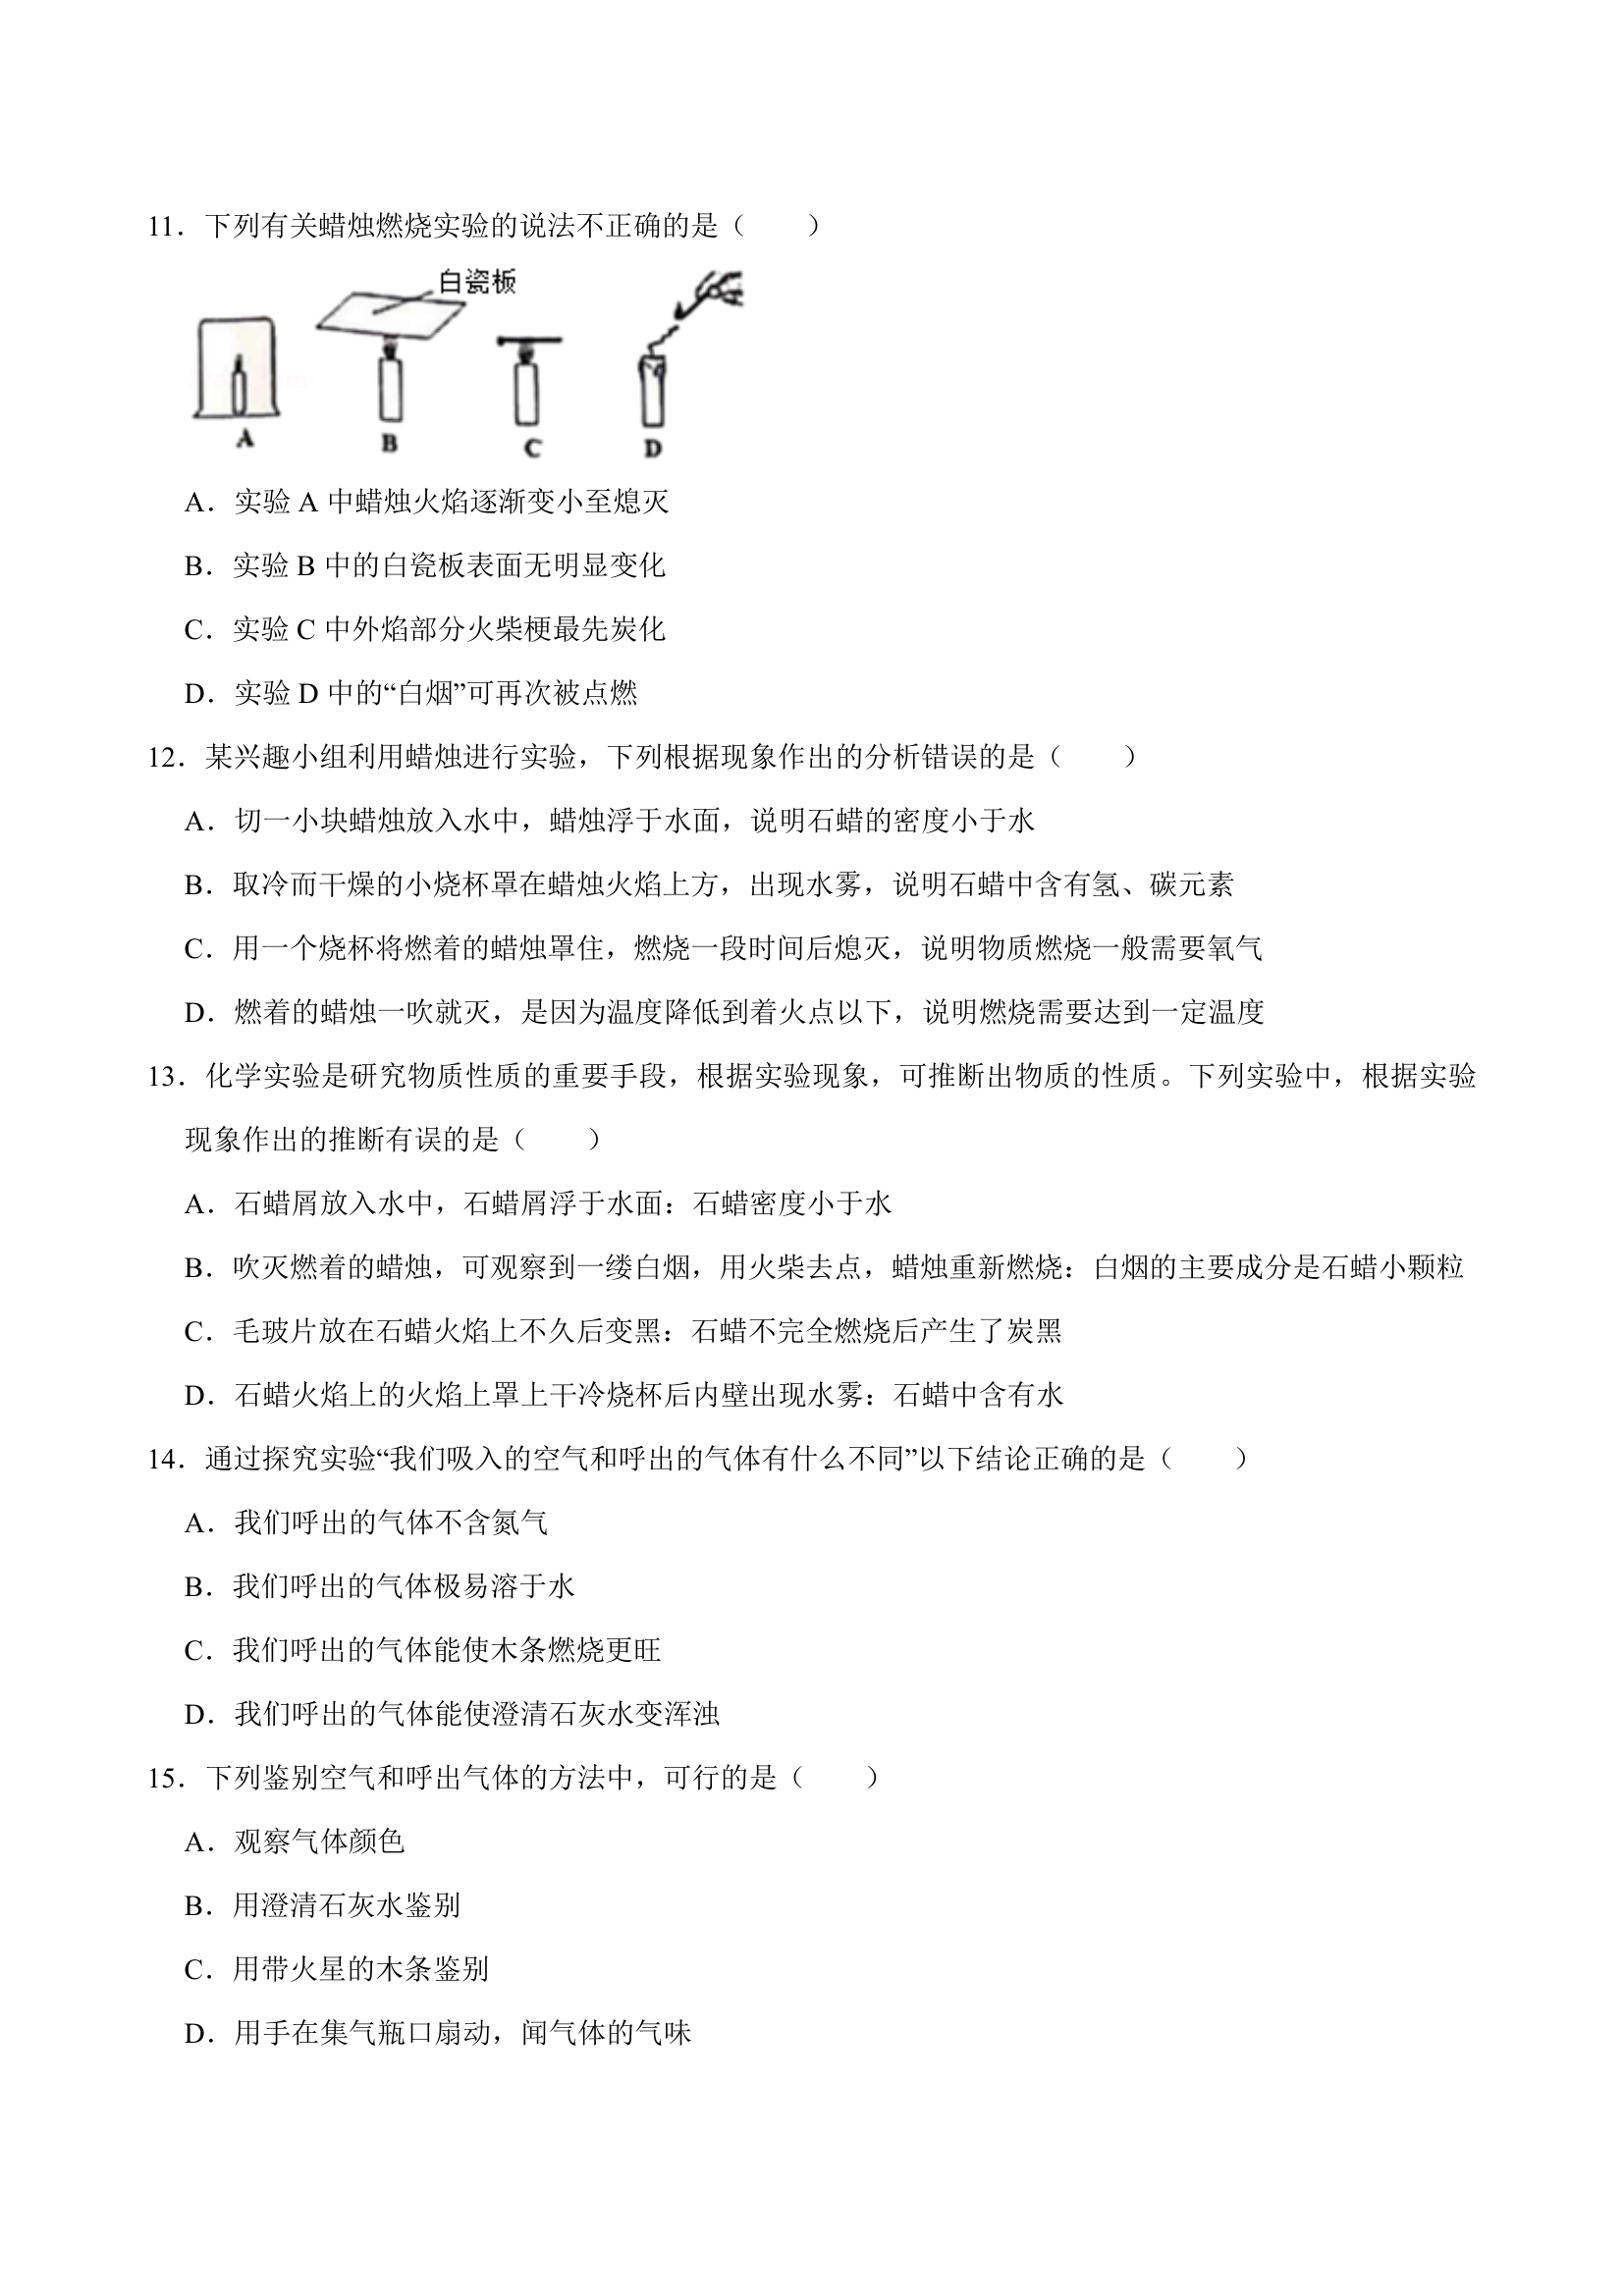 11．下列有关蜡烛燃烧实验的说法不正确的是（　　）
白瓷板
A B C D
A．实验 A 中蜡烛火焰逐渐变小至熄灭
B．实验 B 中的白瓷板表面无明显变化
C．实验 C 中外焰部分火柴梗最先炭化
D．实验 D 中的“白烟”可再次被点燃
12．某兴趣小组利用蜡烛进行实验，下列根据现象作出的分析错误的是（　　）
A．切一小块蜡烛放入水中，蜡烛浮于水面，说明石蜡的密度小于水
B．取冷而干燥的小烧杯罩在蜡烛火焰上方，出现水雾，说明石蜡中含有氢、碳元素
C．用一个烧杯将燃着的蜡烛罩住，燃烧一段时间后熄灭，说明物质燃烧一般需要氧气
D．燃着的蜡烛一吹就灭，是因为温度降低到着火点以下，说明燃烧需要达到一定温度
13．化学实验是研究物质性质的重要手段，根据实验现象，可推断出物质的性质。下列实验中，根据实验
现象作出的推断有误的是（　　）
A．石蜡屑放入水中，石蜡屑浮于水面：石蜡密度小于水
B．吹灭燃着的蜡烛，可观察到一缕白烟，用火柴去点，蜡烛重新燃烧：白烟的主要成分是石蜡小颗粒
C．毛玻片放在石蜡火焰上不久后变黑：石蜡不完全燃烧后产生了炭黑
D．石蜡火焰上的火焰上罩上干冷烧杯后内壁出现水雾：石蜡中含有水
14．通过探究实验“我们吸入的空气和呼出的气体有什么不同”以下结论正确的是（　　）
A．我们呼出的气体不含氮气
B．我们呼出的气体极易溶于水
C．我们呼出的气体能使木条燃烧更旺
D．我们呼出的气体能使澄清石灰水变浑浊
15．下列鉴别空气和呼出气体的方法中，可行的是（　　）
A．观察气体颜色
B．用澄清石灰水鉴别
C．用带火星的木条鉴别
D．用手在集气瓶口扇动，闻气体的气味